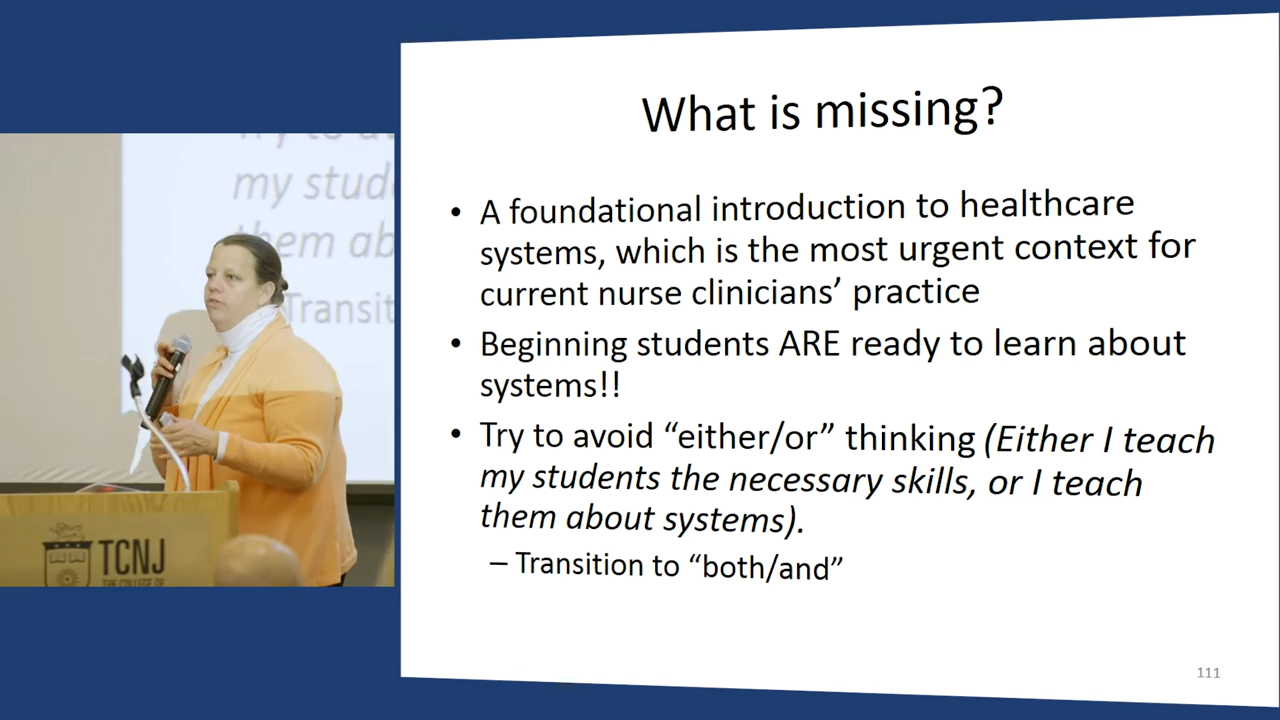 What is missing?
• A foundational introduction to healthcare
systems, which is the most urgent context for
current nurse clinicians’ practice
• Beginning students ARE ready to learn about
systems!!
• Try to avoid “either/or” thinking (Either I teach
my students the necessary skills, or I teach
them about systems).
– Transition to “both/and”
111
my stud
them ab
Transit
TCNJ
THE COLLEGE OF